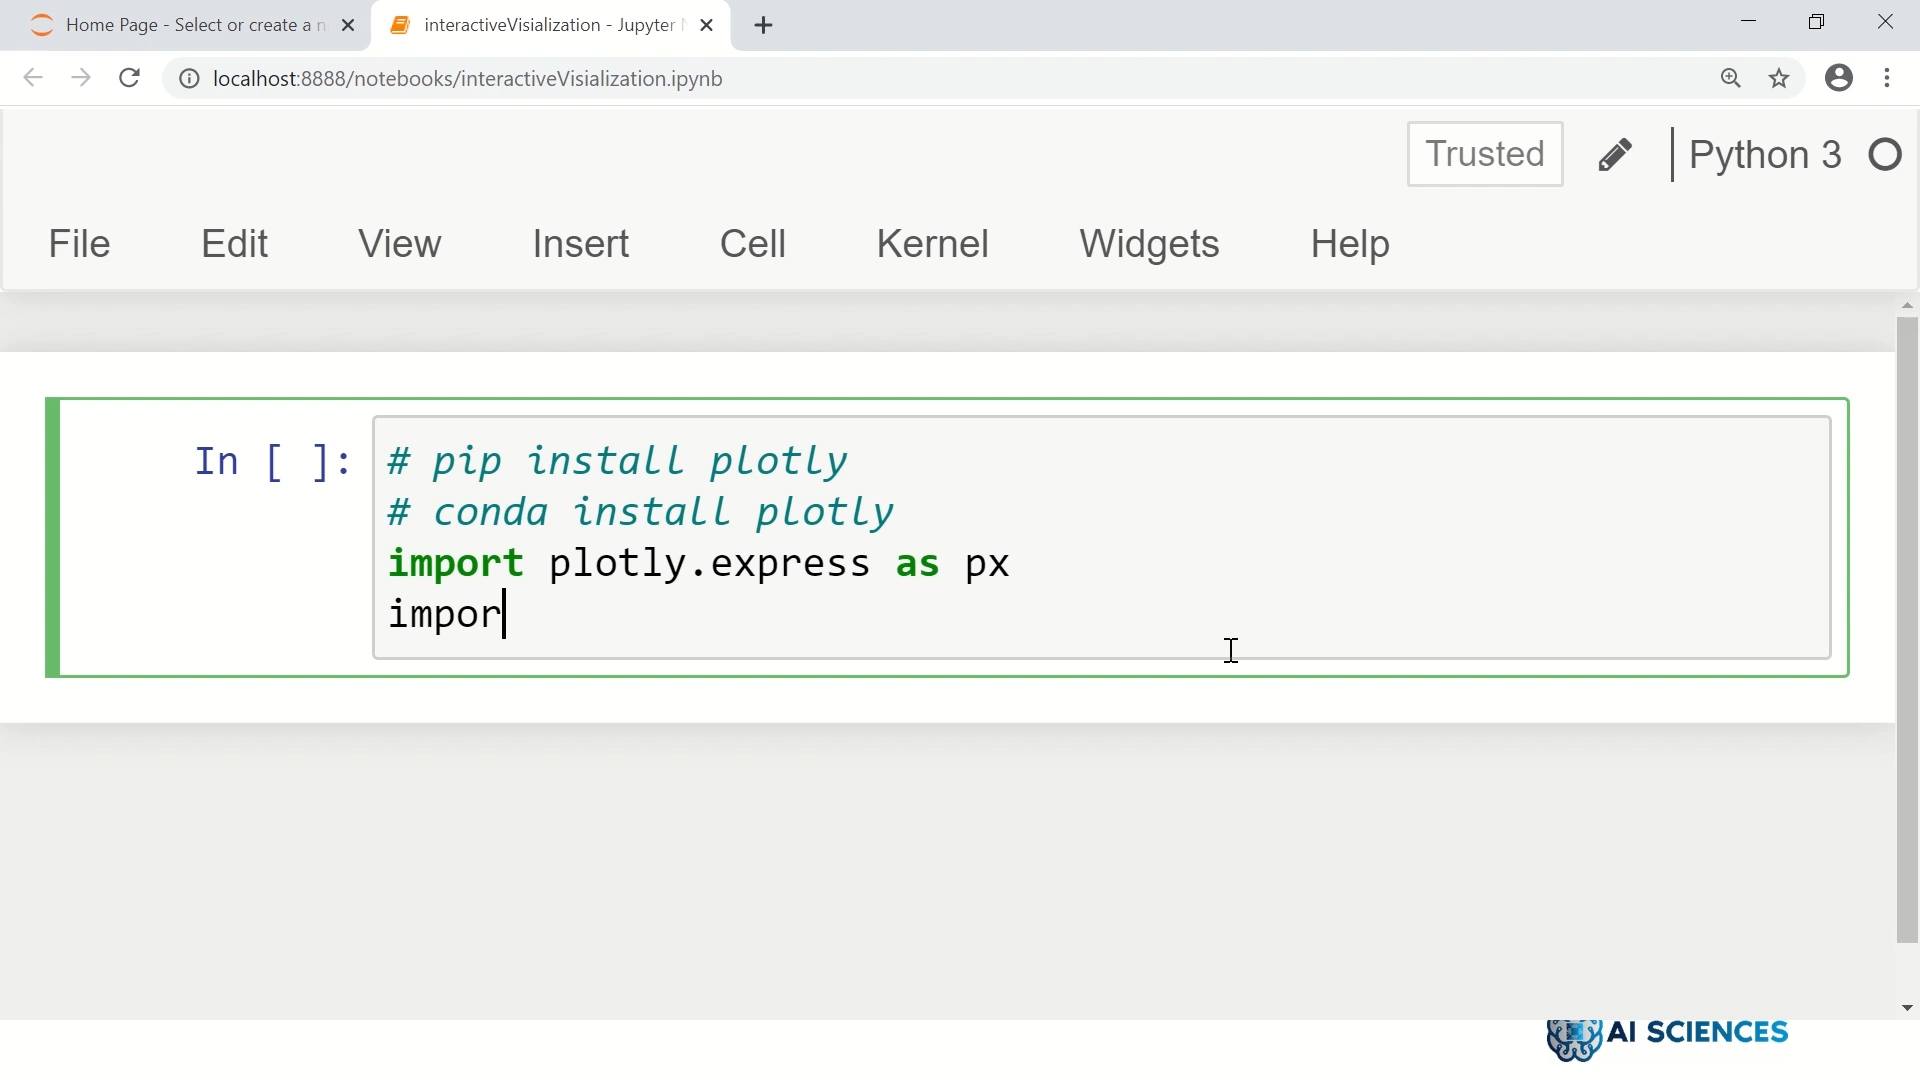 Home Page - Select or create a n
interactiveVisialization - Jupyter N
localhost:8888/notebooks/interactiveVisialization.ipynb
Trusted
Python 3
File Edit View Insert Cell Kernel Widgets Help
In [ ]:
# pip install plotly
# conda install plotly
import plotly.express as px
impor
AI SCIENCES